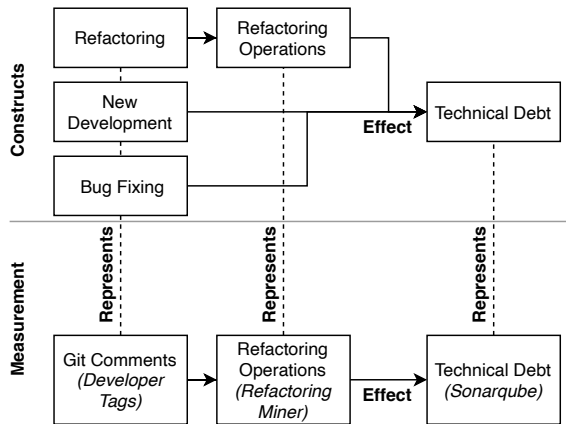 Constructs
Refactoring
Refactoring
Operations
New
Development
Bug Fixing
Effect
Technical Debt
Represents
Represents
Represents
Measurement
Git Comments
(Developer
Tags)
Refactoring
Operations
(Refactoring
Miner)
Effect
Technical Debt
(Sonarqube)